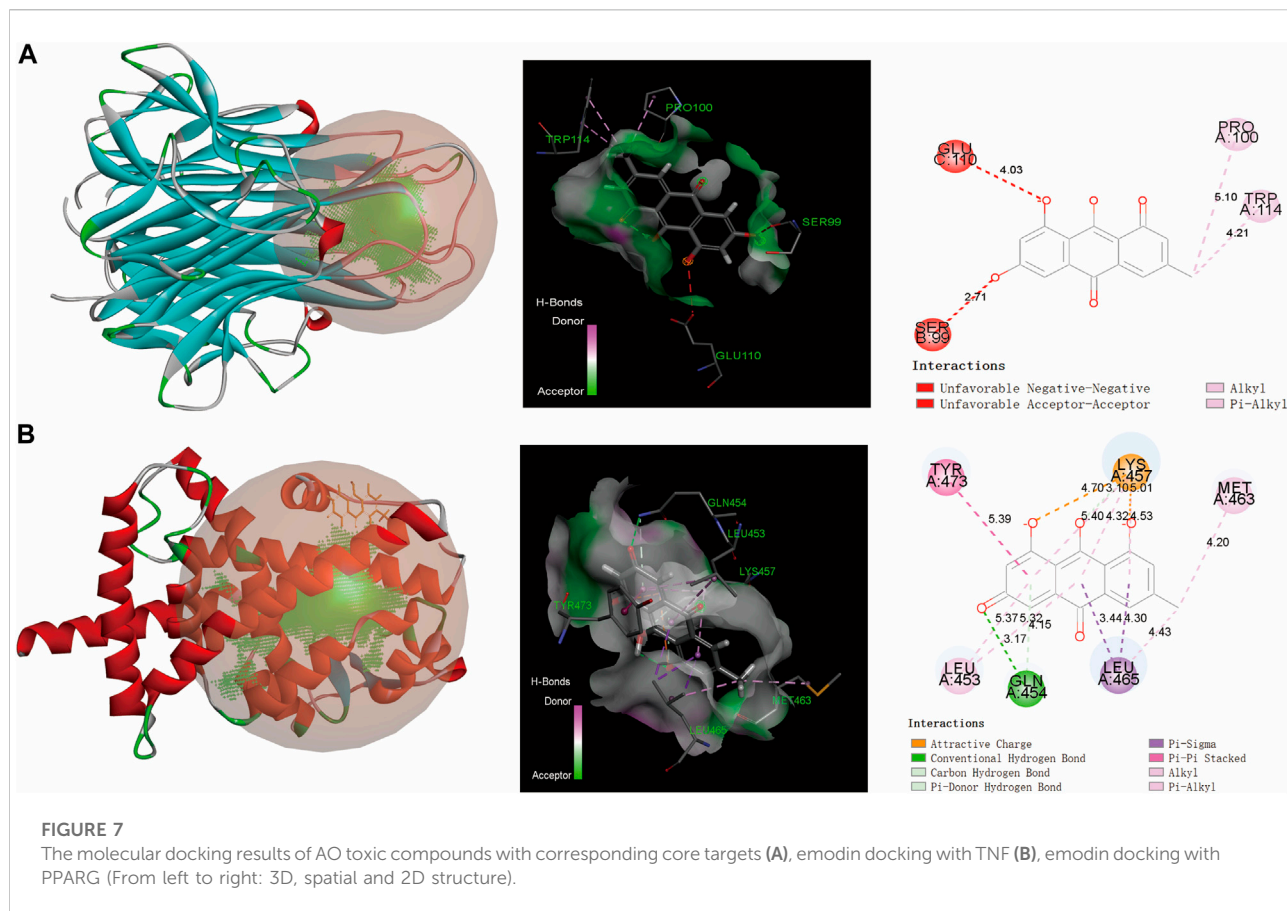 A
TRP114
PRO100
SER99
GLU110
H-Bonds
Donor
Acceptor
GLU
C:110
4.03
PRO
A:100
5.10
TRP
A:114
4.21
2.71
SER
B:99
Interactions
Unfavorable Negative-Negative
Unfavorable Acceptor-Acceptor
Alkyl
Pi-Alkyl
B
GLN454
LEU453
LYS457
TYR473
MET463
LEU465
H-Bonds
Donor
Acceptor
TYR
A:473
LYS
A:457
MET
A:463
4.70 3.10 5.01
5.39
5.40 4.32 4.53
4.20
5.37 5.32
4.15
3.17
3.44 4.30
4.43
LEU
A:453
GLN
A:454
LEU
A:465
Interactions
Attractive Charge
Conventional Hydrogen Bond
Carbon Hydrogen Bond
Pi-Donor Hydrogen Bond
Pi-Sigma
Pi-Pi Stacked
Alkyl
Pi-Alkyl
FIGURE 7
The molecular docking results of AO toxic compounds with corresponding core targets (A), emodin docking with TNF (B), emodin docking with
PPARG (From left to right: 3D, spatial and 2D structure).